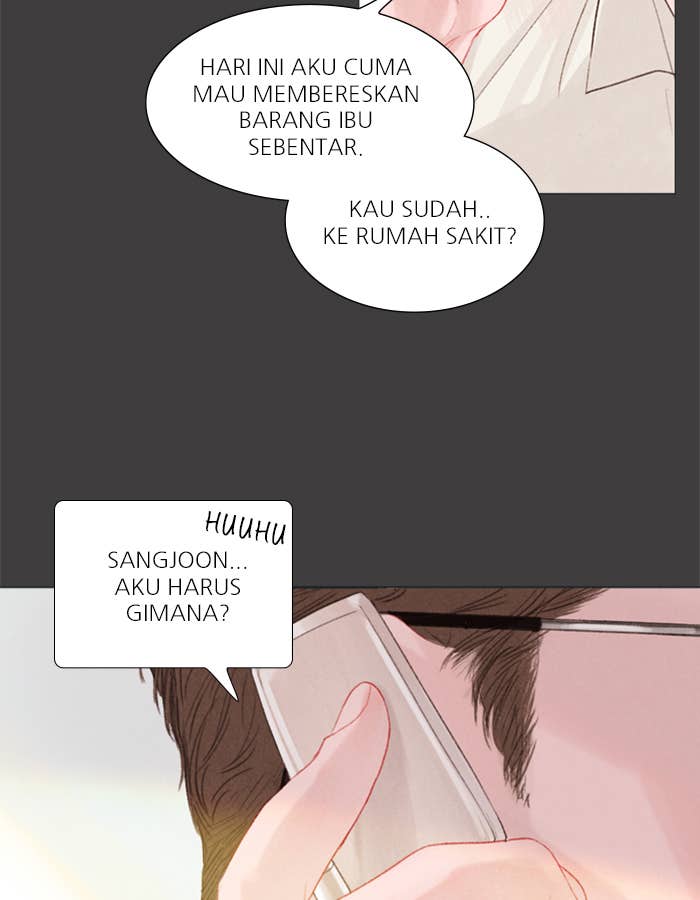 HARI INI AKU CUMA
MAU MEMBERESKAN
BARANG IBU
SEBENTAR.
KAU SUDAH..
KE RUMAH SAKIT?
HUUHU
SANGJOON...
AKU HARUS
GIMANA?